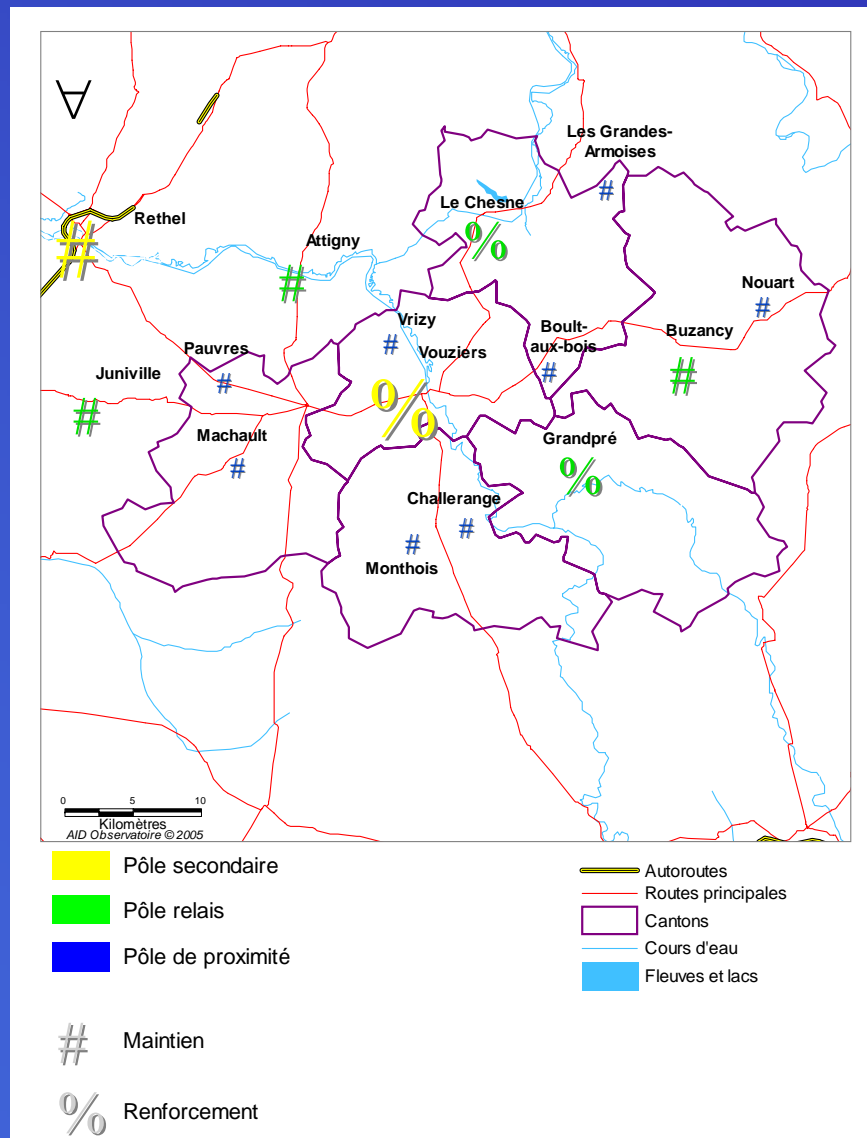 ∀
Les Grandes-
Armoises
Le Chesne
%
#
Rethel
#
Attigny
#
Nouart
#
Vrizy
#
Vouziers
%
Boult-
aux-bois
#
Buzancy
#
Pauvres
#
Juniville
#
Machault
#
Grandpré
%
Challerange
#
#
Monthois
0 5 10
Kilomètres
AID Observatoire © 2005
Pôle secondaire
Pôle relais
Pôle de proximité
# Maintien
% Renforcement
Autoroutes
Routes principales
Cantons
Cours d'eau
Fleuves et lacs